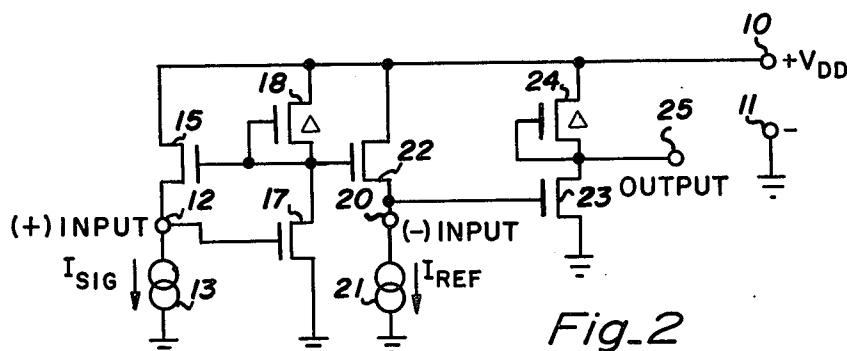 10
+VDD
18
24
25
11
-
15
22
OUTPUT
23
12
17
20
(+) INPUT
(-) INPUT
ISIG
13
21
IREF
Fig_2